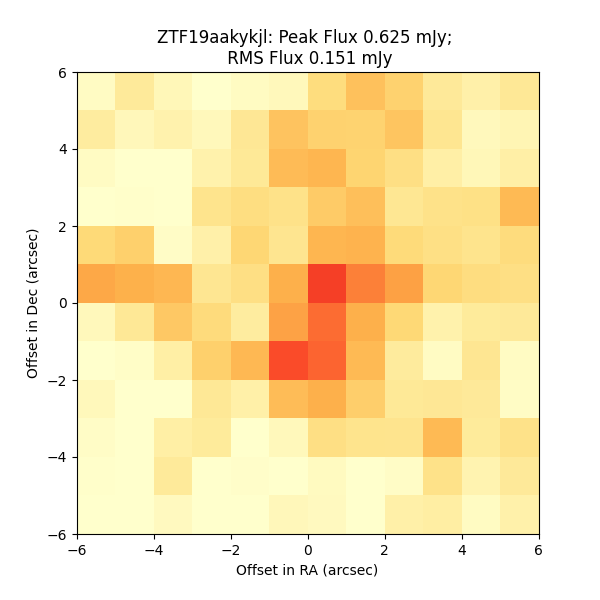 ZTF19aakykjl: Peak Flux 0.625 mJy;
RMS Flux 0.151 mJy
6
4
2
0
−2
−4
−6
Offset in Dec (arcsec)
−6 −4 −2 0 2 4 6
Offset in RA (arcsec)